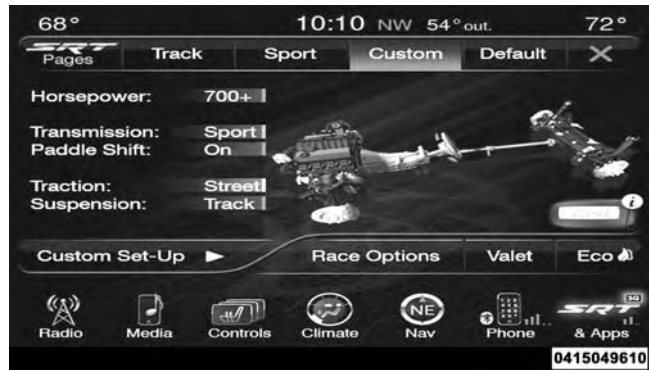 68° 10:10 NW 54° out. 72°
SRT Pages Track Sport Custom Default X
Horsepower: 700+
Transmission: Sport
Paddle Shift: On
Traction: Street
Suspension: Track
i
Custom Set-Up Race Options Valet Eco
NE 3G SRT
Radio Media Controls Climate Nav Phone & Apps
0415049610